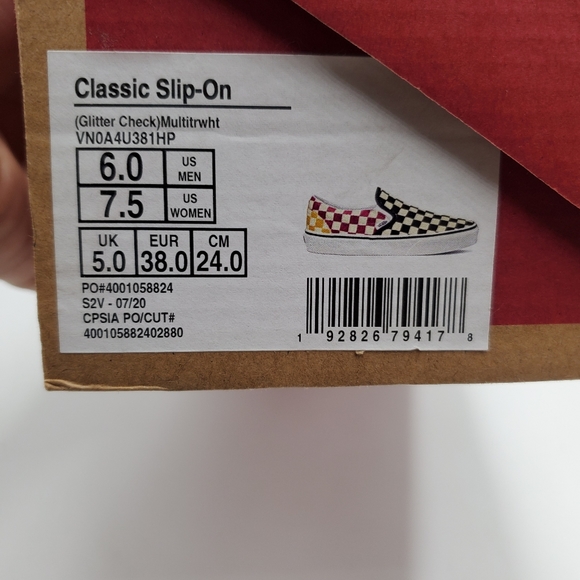 Classic Slip-On
(Glitter Check)Multitrwht
VN0A4U381HP
6.0 US MEN
7.5 US WOMEN
UK EUR CM
5.0 38.0 24.0
PO#4001058824
S2V - 07/20
CPSIA PO/CUT#
400105882402880
1 92826 79417 8